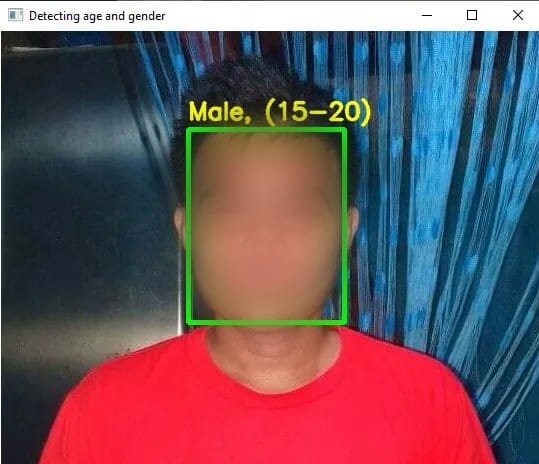 Detecting age and gender
Male, (15-20)